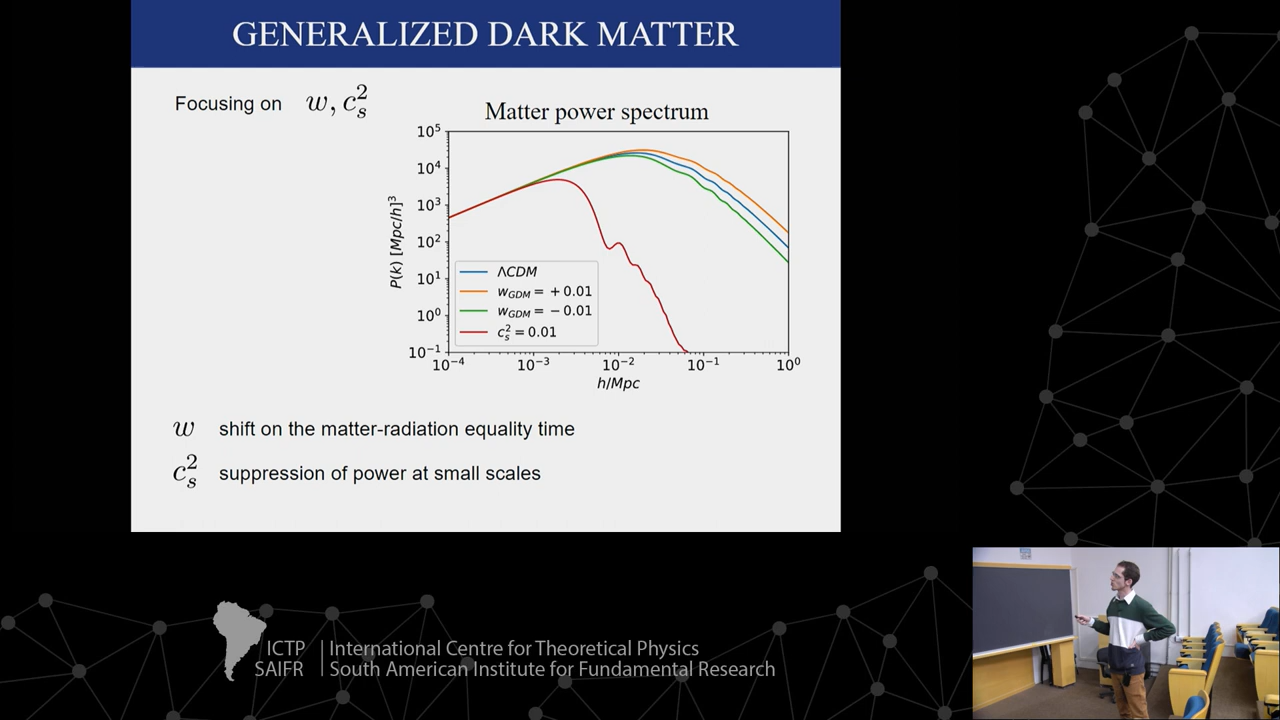 GENERALIZED DARK MATTER
Focusing on w, c_s^2
Matter power spectrum
10^5
10^4
10^3
10^2
10^1
10^0
10^-1
P(k) [Mpc/h]^3
ΛCDM
w_GDM = + 0.01
w_GDM = − 0.01
c_s^2 = 0.01
10^-4 10^-3 10^-2 10^-1 10^0
h/Mpc
w shift on the matter-radiation equality time
c_s^2 suppression of power at small scales
ICTP | International Centre for Theoretical Physics
SAIFR | South American Institute for Fundamental Research